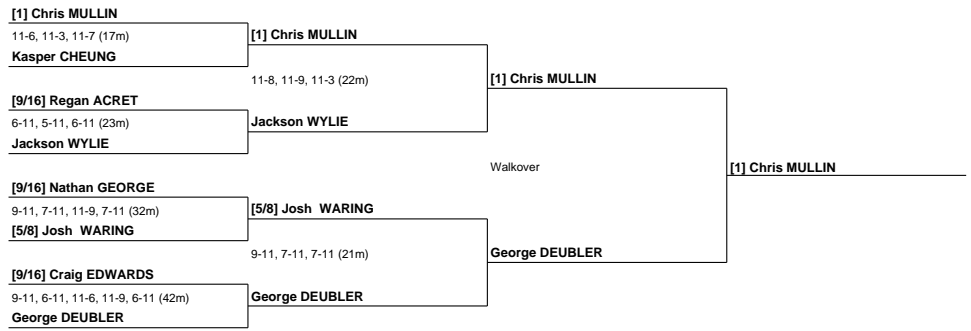 [1] Chris MULLIN
11-6, 11-3, 11-7 (17m)
Kasper CHEUNG
[9/16] Regan ACRET
6-11, 5-11, 6-11 (23m)
Jackson WYLIE
[9/16] Nathan GEORGE
9-11, 7-11, 11-9, 7-11 (32m)
[5/8] Josh WARING
[9/16] Craig EDWARDS
9-11, 6-11, 11-6, 11-9, 6-11 (42m)
George DEUBLER
[1] Chris MULLIN
11-8, 11-9, 11-3 (22m)
Jackson WYLIE
[5/8] Josh WARING
9-11, 7-11, 7-11 (21m)
George DEUBLER
[1] Chris MULLIN
Walkover
George DEUBLER
[1] Chris MULLIN